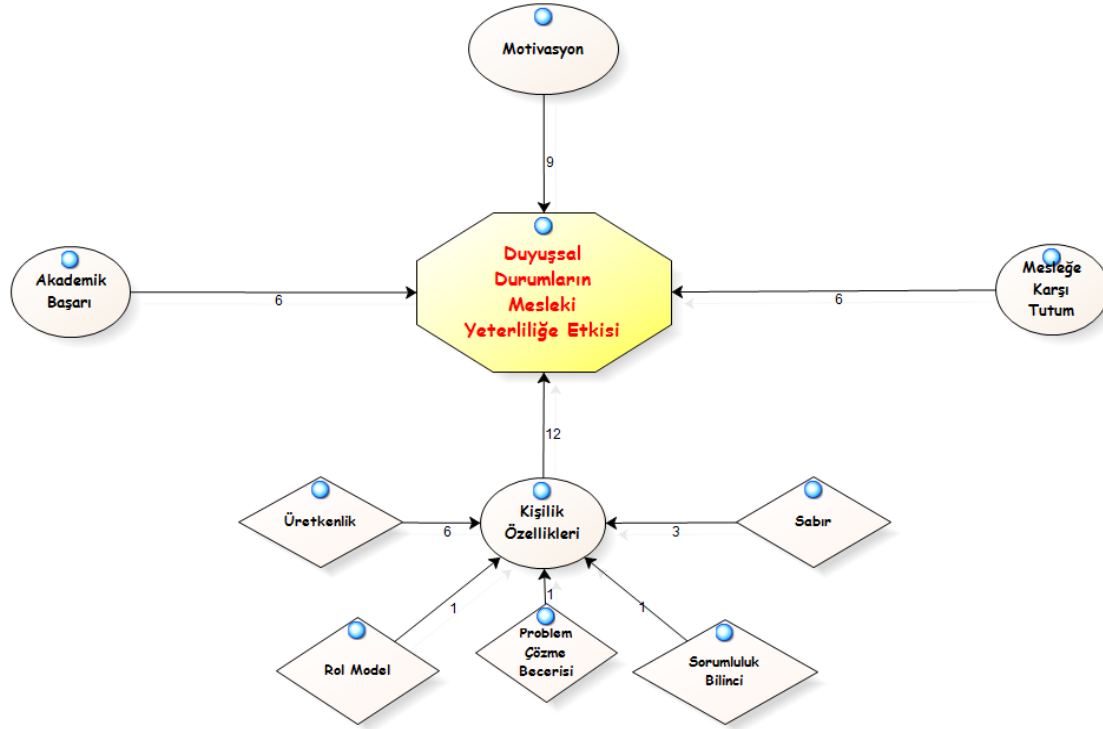 Motivasyon
9
Duyuşsal
Durumların
Mesleki
Yeterliliğe Etkisi
Akademik
Başarı
6
Mesleğe
Karşı
Tutum
6
12
Kişilik
Özellikleri
Üretkenlik
6
Sabır
3
Rol Model
1
Problem
Çözme
Becerisi
1
Sorumluluk
Bilinci
1